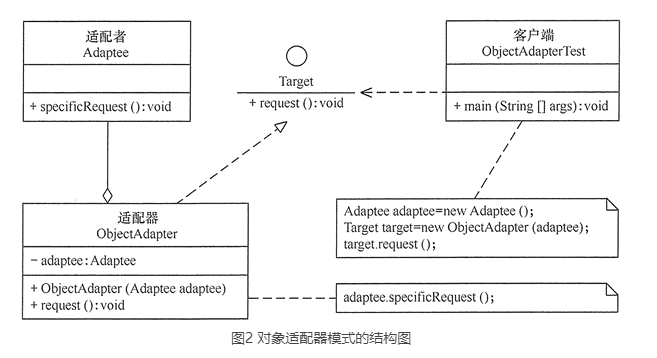 适配者
Adaptee
+ specificRequest ():void
Target
+ request ():void
客户端
ObjectAdapterTest
+ main (String [] args):void
适配器
ObjectAdapter
− adaptee:Adaptee
+ ObjectAdapter (Adaptee adaptee)
+ request ():void
Adaptee adaptee=new Adaptee ();
Target target=new ObjectAdapter (adaptee);
target.request ();
adaptee.specificRequest ();
图2 对象适配器模式的结构图